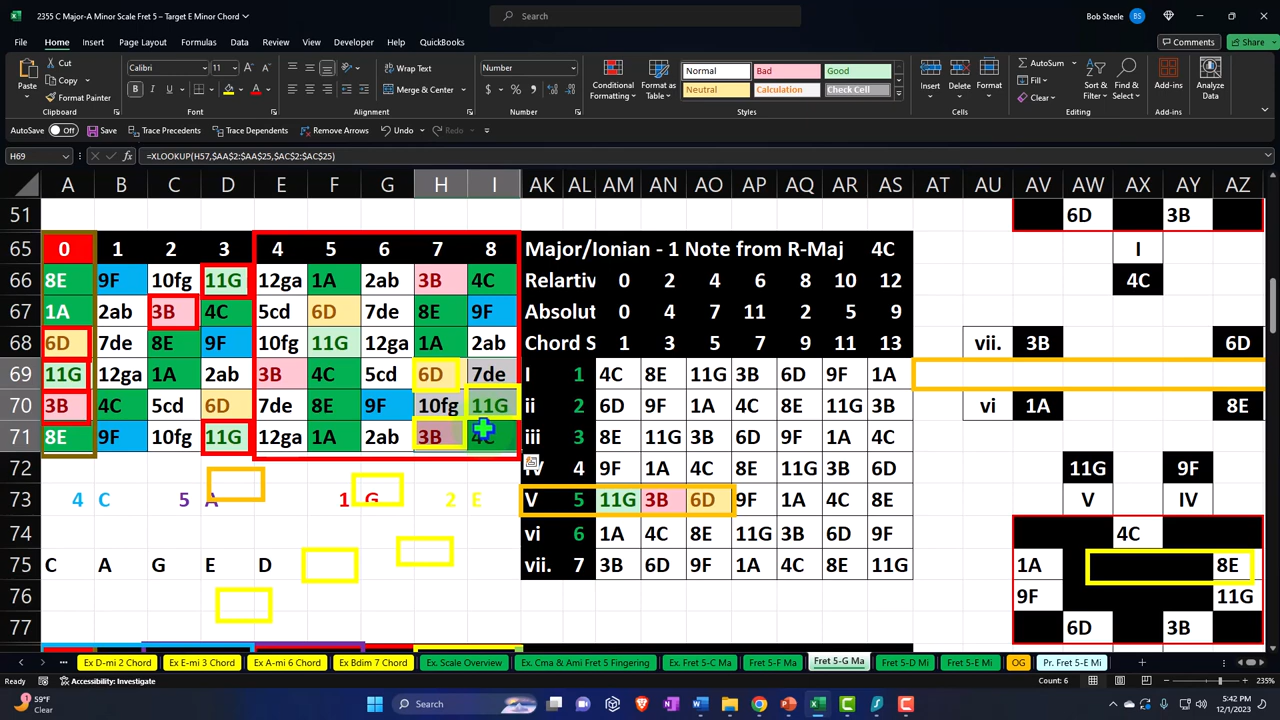 2355 C Major-A Minor Scale Fret 5 – Target E Minor Chord
Search
Bob Steele BS
File Home Insert Page Layout Formulas Data Review View Developer Help QuickBooks Comments Share
Paste Cut Copy Format Painter Clipboard
Calibri 11 Font
Wrap Text Merge & Center Alignment
Number Number
Conditional Formatting Format as Table Normal Bad Good Neutral Calculation Check Cell Styles
Insert Delete Format Cells
AutoSum Fill Clear Sort & Filter Find & Select Editing
Add-ins Add-ins
Analyze Data
AutoSave Off Save Trace Precedents Trace Dependents Remove Arrows Undo Redo
H69 =XLOOKUP(H57,$AA$2:$AA$25,$AC$2:$AC$25)
A B C D E F G H I AK AL AM AN AO AP AQ AR AS AT AU AV AW AX AY AZ
51 6D 3B
65 0 1 2 3 4 5 6 7 8 Major/Ionian - 1 Note from R-Maj 4C I
66 8E 9F 10fg 11G 12ga 1A 2ab 3B 4C Relartiv 0 2 4 6 8 10 12 4C
67 1A 2ab 3B 4C 5cd 6D 7de 8E 9F Absolut 0 4 7 11 2 5 9
68 6D 7de 8E 9F 10fg 11G 12ga 1A 2ab Chord S 1 3 5 7 9 11 13 vii. 3B 6D
69 11G 12ga 1A 2ab 3B 4C 5cd 6D 7de I 1 4C 8E 11G 3B 6D 9F 1A
70 3B 4C 5cd 6D 7de 8E 9F 10fg 11G ii 2 6D 9F 1A 4C 8E 11G 3B vi 1A 8E
71 8E 9F 10fg 11G 12ga 1A 2ab 3B 4C iii 3 8E 11G 3B 6D 9F 1A 4C
72 IV 4 9F 1A 4C 8E 11G 3B 6D 11G 9F
73 4 C 5 A 1 G 2 E V 5 11G 3B 6D 9F 1A 4C 8E V IV
74 vi 6 1A 4C 8E 11G 3B 6D 9F 4C
75 C A G E D vii. 7 3B 6D 9F 1A 4C 8E 11G 1A 8E
76 9F 11G
77 6D 3B
Ex D-mi 2 Chord Ex E-mi 3 Chord Ex A-mi 6 Chord Ex Bdim 7 Chord Ex. Scale Overview Ex. Cma & Ami Fret 5 Fingering Ex. Fret 5-C Ma Fret 5-F Ma Fret 5-G Ma Fret 5-D Mi Fret 5-E Mi OG Pr. Fret 5-E Mi
Ready Accessibility: Investigate Count: 6 235%
59°F
Clear
Search
5:42 PM
12/1/2023